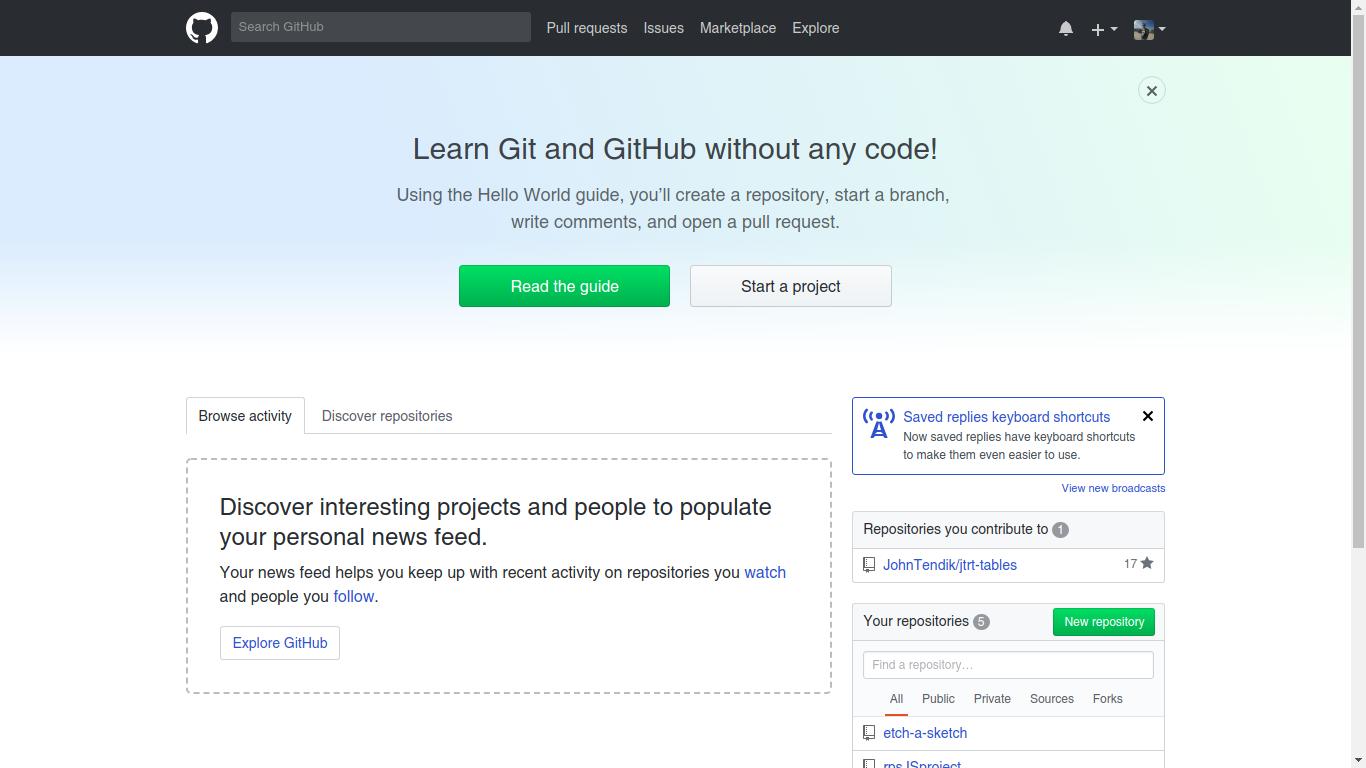 Search GitHub
Pull requests
Issues
Marketplace
Explore
Learn Git and GitHub without any code!
Using the Hello World guide, you’ll create a repository, start a branch,
write comments, and open a pull request.
Read the guide
Start a project
Browse activity
Discover repositories
Discover interesting projects and people to populate
your personal news feed.
Your news feed helps you keep up with recent activity on repositories you watch
and people you follow.
Explore GitHub
Saved replies keyboard shortcuts
Now saved replies have keyboard shortcuts
to make them even easier to use.
View new broadcasts
Repositories you contribute to 1
JohnTendik/jtrt-tables 17
Your repositories 5
New repository
Find a repository…
All
Public
Private
Sources
Forks
etch-a-sketch
rpsJSproject